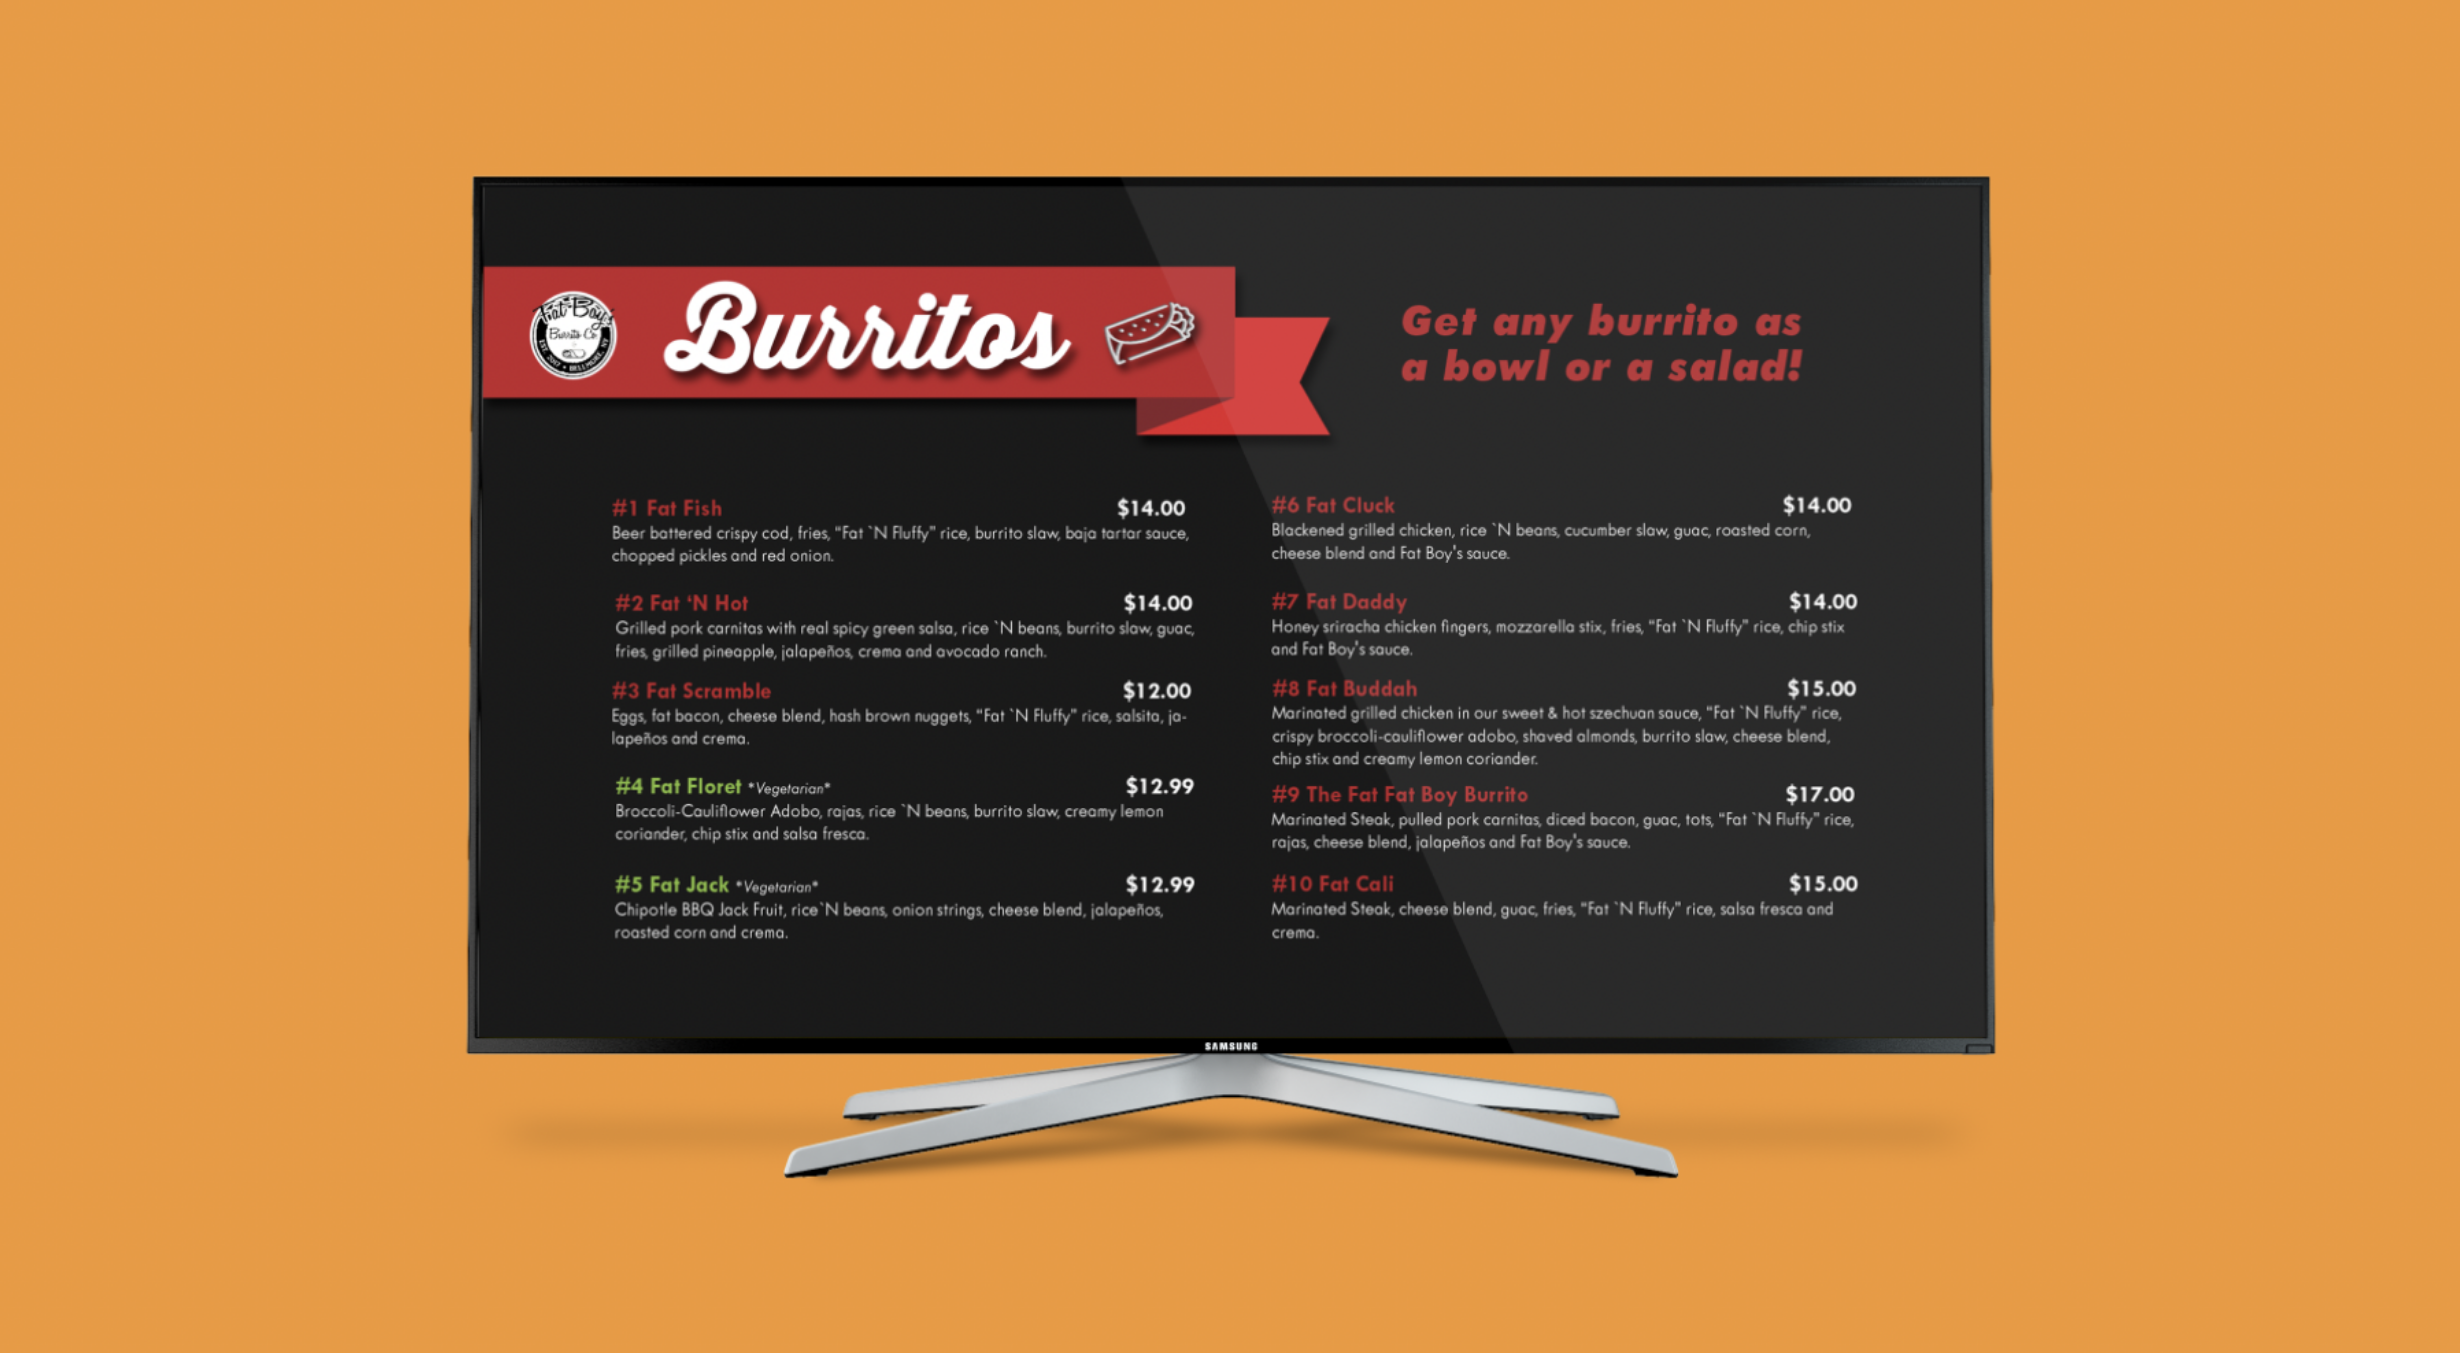 Fat Boy's
Burrito Co
EST. 2017 • BELLMORE, NY
Burritos
Get any burrito as
a bowl or a salad!
#1 Fat Fish $14.00
Beer battered crispy cod, fries, "Fat `N Fluffy" rice, burrito slaw, baja tartar sauce,
chopped pickles and red onion.
#2 Fat ‘N Hot $14.00
Grilled pork carnitas with real spicy green salsa, rice `N beans, burrito slaw, guac,
fries, grilled pineapple, jalapeños, crema and avocado ranch.
#3 Fat Scramble $12.00
Eggs, fat bacon, cheese blend, hash brown nuggets, "Fat `N Fluffy" rice, salsita, ja-
lapeños and crema.
#4 Fat Floret *Vegetarian* $12.99
Broccoli-Cauliflower Adobo, rajas, rice `N beans, burrito slaw, creamy lemon
coriander, chip stix and salsa fresca.
#5 Fat Jack *Vegetarian* $12.99
Chipotle BBQ Jack Fruit, rice`N beans, onion strings, cheese blend, jalapeños,
roasted corn and crema.
#6 Fat Cluck $14.00
Blackened grilled chicken, rice `N beans, cucumber slaw, guac, roasted corn,
cheese blend and Fat Boy's sauce.
#7 Fat Daddy $14.00
Honey sriracha chicken fingers, mozzarella stix, fries, "Fat `N Fluffy" rice, chip stix
and Fat Boy's sauce.
#8 Fat Buddah $15.00
Marinated grilled chicken in our sweet & hot szechuan sauce, "Fat `N Fluffy" rice,
crispy broccoli-cauliflower adobo, shaved almonds, burrito slaw, cheese blend,
chip stix and creamy lemon coriander.
#9 The Fat Fat Boy Burrito $17.00
Marinated Steak, pulled pork carnitas, diced bacon, guac, tots, "Fat `N Fluffy" rice,
rajas, cheese blend, jalapeños and Fat Boy's sauce.
#10 Fat Cali $15.00
Marinated Steak, cheese blend, guac, fries, "Fat `N Fluffy" rice, salsa fresca and
crema.
SAMSUNG